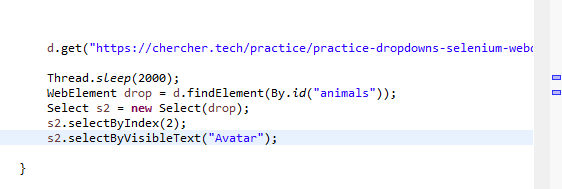 d.get("https://chercher.tech/practice/practice-dropdowns-selenium-webd
Thread.sleep(2000);
WebElement drop = d.findElement(By.id("animals"));
Select s2 = new Select(drop);
s2.selectByIndex(2);
s2.selectByVisibleText("Avatar");
}